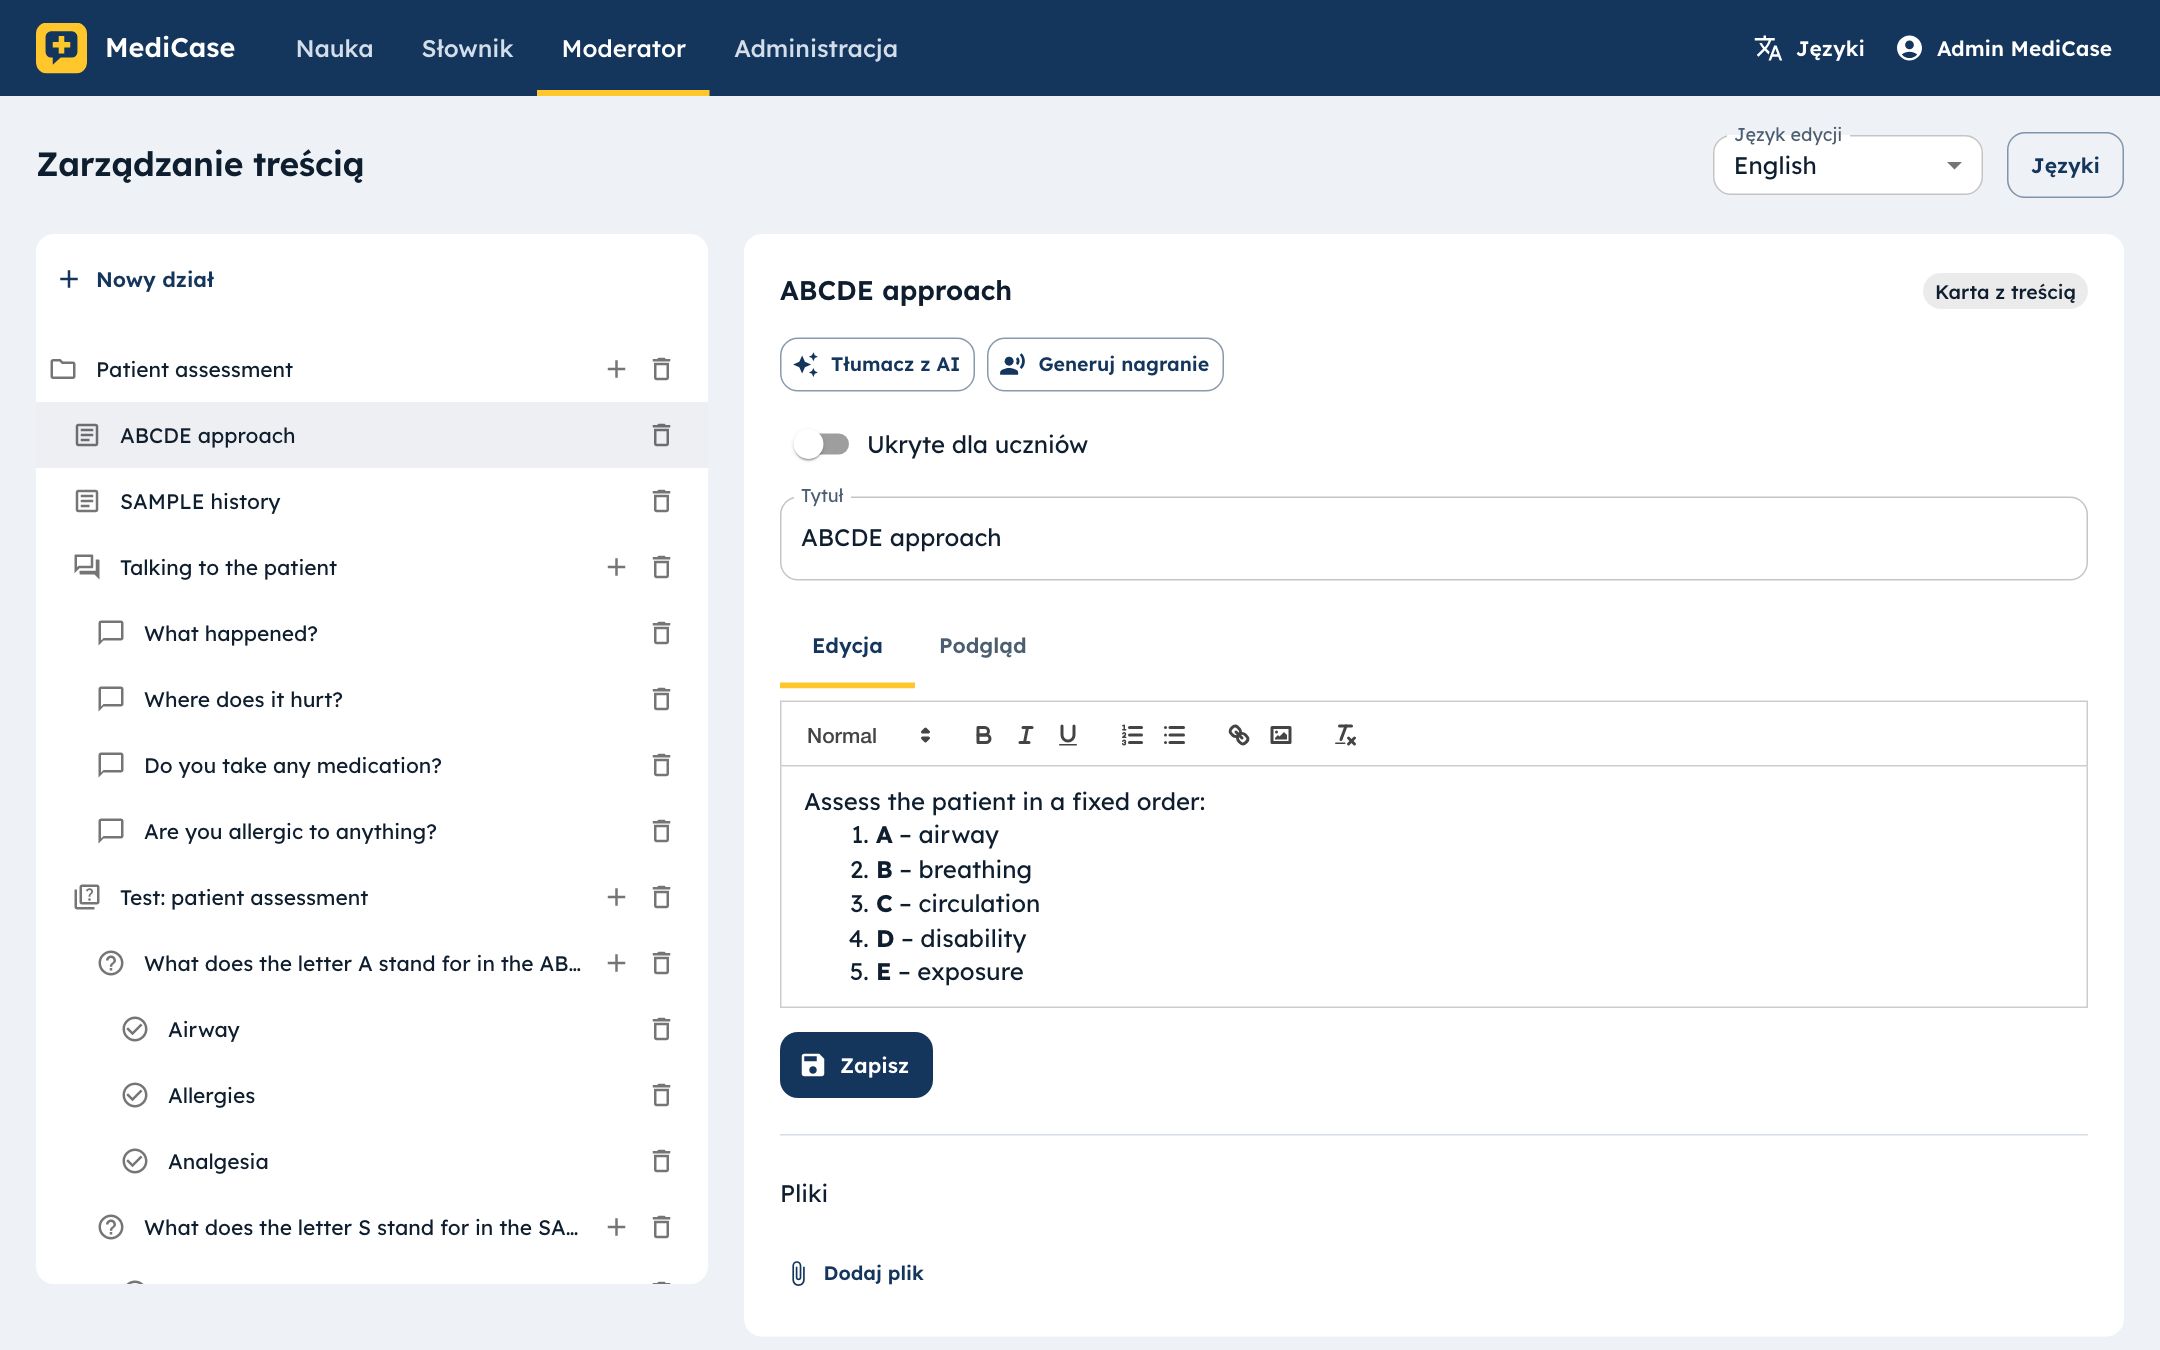 MediCase
Nauka
Słownik
Moderator
Administracja
Języki
Admin MediCase
Zarządzanie treścią
Język edycji
English
Języki
Nowy dział
Patient assessment
ABCDE approach
SAMPLE history
Talking to the patient
What happened?
Where does it hurt?
Do you take any medication?
Are you allergic to anything?
Test: patient assessment
What does the letter A stand for in the AB...
Airway
Allergies
Analgesia
What does the letter S stand for in the SA...
ABCDE approach
Karta z treścią
Tłumacz z AI
Generuj nagranie
Ukryte dla uczniów
Tytuł
ABCDE approach
Edycja
Podgląd
Normal
Assess the patient in a fixed order:
1. A – airway
2. B – breathing
3. C – circulation
4. D – disability
5. E – exposure
Zapisz
Pliki
Dodaj plik